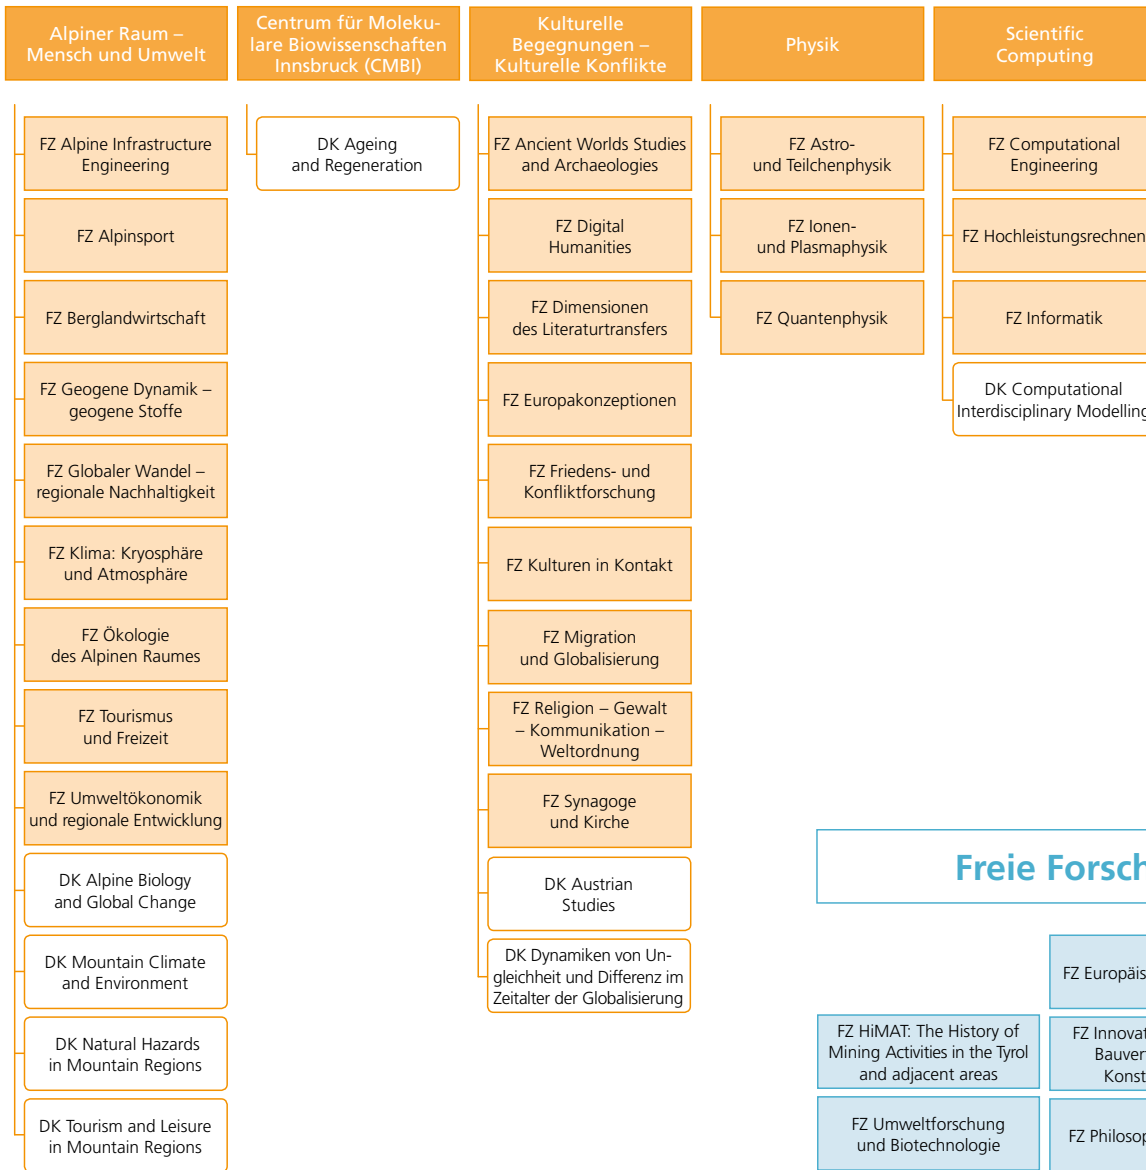 Alpiner Raum –
Mensch und Umwelt
Centrum für Moleku-
lare Biowissenschaften
Innsbruck (CMBI)
Kulturelle
Begegnungen –
Kulturelle Konflikte
Physik
Scientific
Computing
FZ Alpine Infrastructure
Engineering
FZ Alpinsport
FZ Berglandwirtschaft
FZ Geogene Dynamik –
geogene Stoffe
FZ Globaler Wandel –
regionale Nachhaltigkeit
FZ Klima: Kryosphäre
und Atmosphäre
FZ Ökologie
des Alpinen Raumes
FZ Tourismus
und Freizeit
FZ Umweltökonomik
und regionale Entwicklung
DK Alpine Biology
and Global Change
DK Mountain Climate
and Environment
DK Natural Hazards
in Mountain Regions
DK Tourism and Leisure
in Mountain Regions
DK Ageing
and Regeneration
FZ Ancient Worlds Studies
and Archaeologies
FZ Digital
Humanities
FZ Dimensionen
des Literaturtransfers
FZ Europakonzeptionen
FZ Friedens- und
Konfliktforschung
FZ Kulturen in Kontakt
FZ Migration
und Globalisierung
FZ Religion – Gewalt
– Kommunikation –
Weltordnung
FZ Synagoge
und Kirche
DK Austrian
Studies
DK Dynamiken von Un-
gleichheit und Differenz im
Zeitalter der Globalisierung
FZ Astro-
und Teilchenphysik
FZ Ionen-
und Plasmaphysik
FZ Quantenphysik
FZ Computational
Engineering
FZ Hochleistungsrechnen
FZ Informatik
DK Computational
Interdisciplinary Modelling
Freie Forsch
FZ HiMAT: The History of
Mining Activities in the Tyrol
and adjacent areas
FZ Umweltforschung
und Biotechnologie
FZ Europäis
FZ Innovat
Bauver
Konst
FZ Philosop